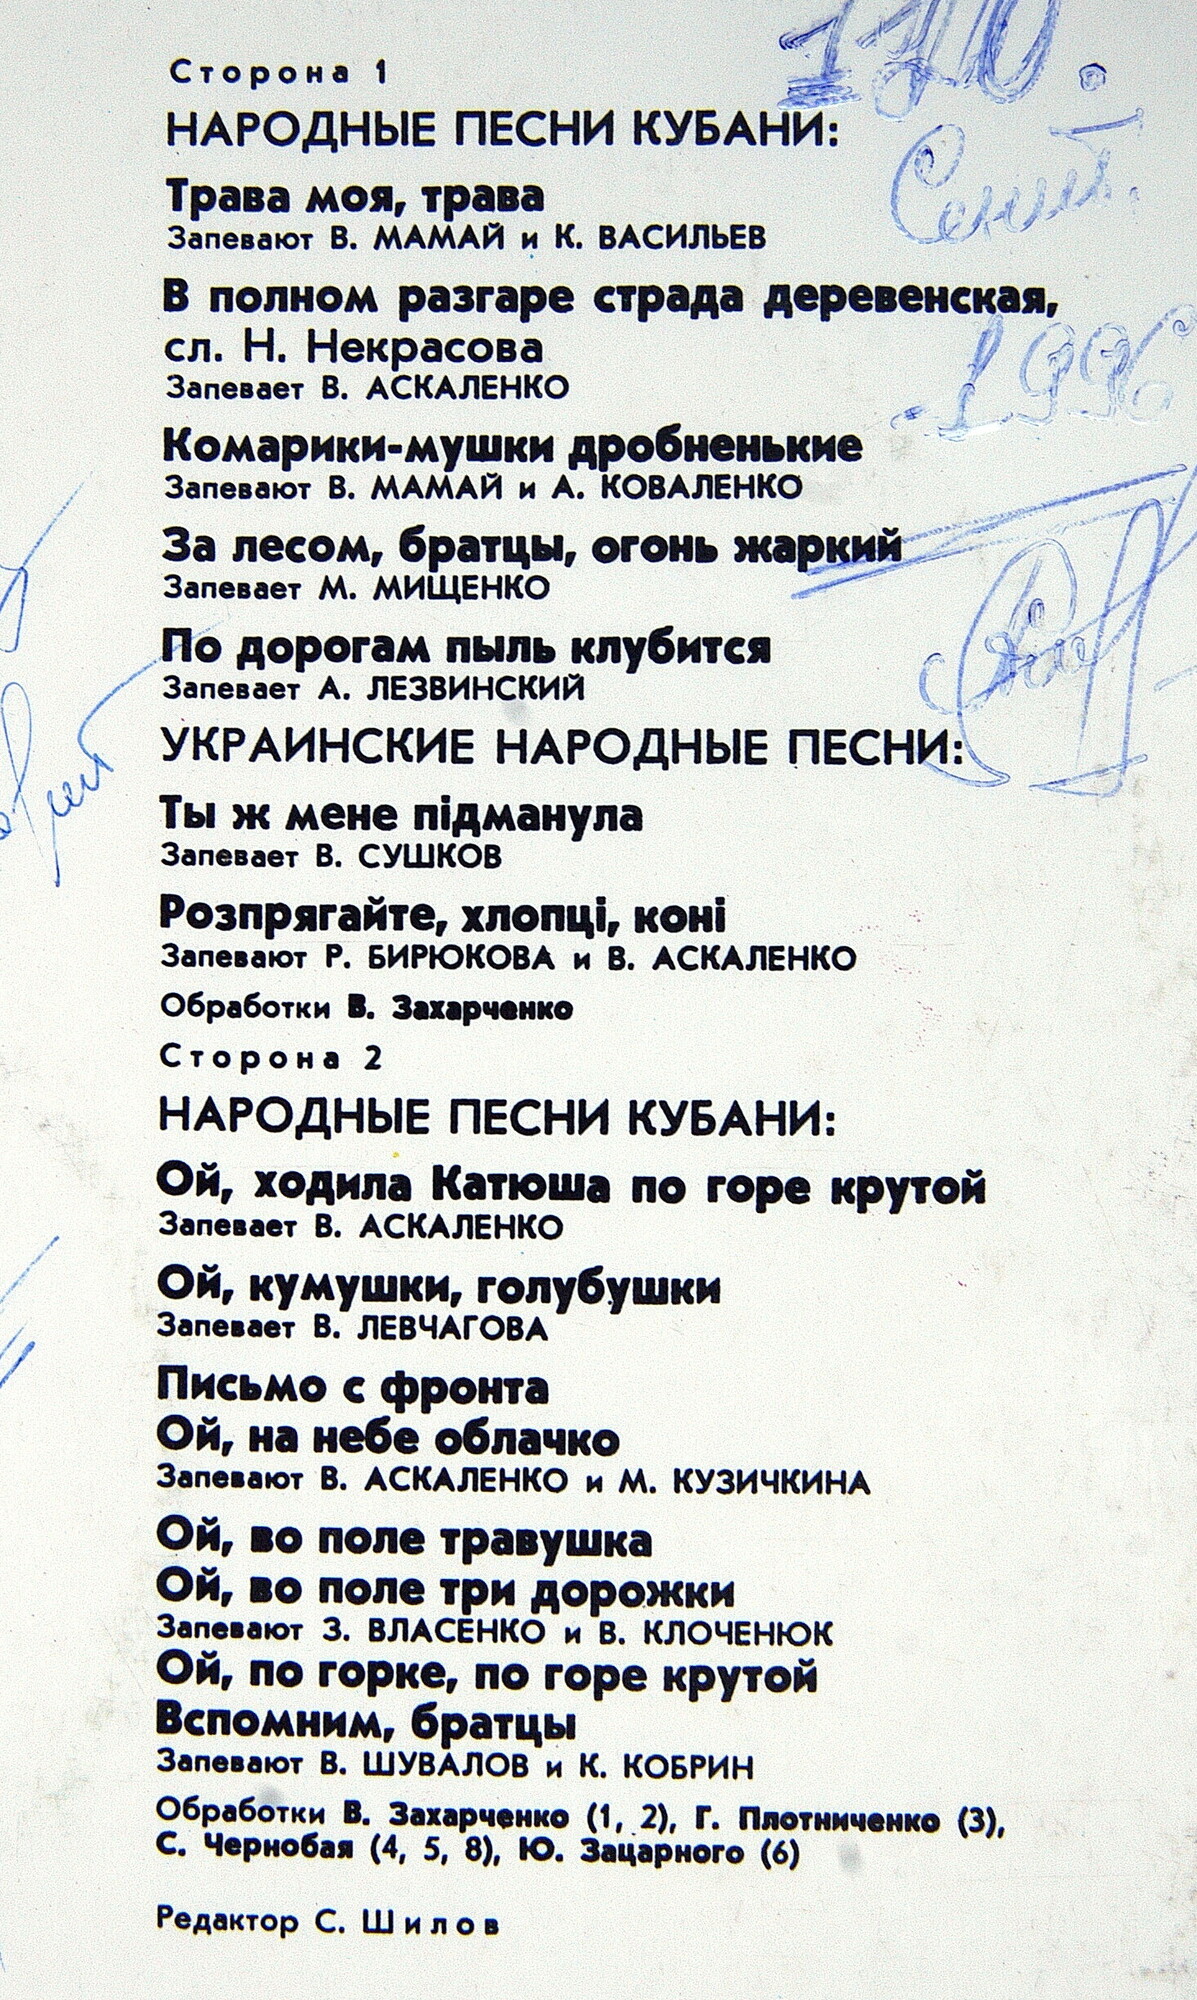 Сторона 1
НАРОДНЫЕ ПЕСНИ КУБАНИ:
Трава моя, трава
Запевают В. МАМАЙ и К. ВАСИЛЬЕВ
В полном разгаре страда деревенская,
сл. Н. Некрасова
Запевает В. АСКАЛЕНКО
Комарики-мушки дробненькие
Запевают В. МАМАЙ и А. КОВАЛЕНКО
За лесом, братцы, огонь жаркий
Запевает М. МИЩЕНКО
По дорогам пыль клубится
Запевает А. ЛЕЗВИНСКИЙ
УКРАИНСКИЕ НАРОДНЫЕ ПЕСНИ:
Ты ж мене підманула
Запевает В. СУШКОВ
Розпрягайте, хлопці, коні
Запевают Р. БИРЮКОВА и В. АСКАЛЕНКО
Обработки В. Захарченко
Сторона 2
НАРОДНЫЕ ПЕСНИ КУБАНИ:
Ой, ходила Катюша по горе крутой
Запевает В. АСКАЛЕНКО
Ой, кумушки, голубушки
Запевает В. ЛЕВЧАГОВА
Письмо с фронта
Ой, на небе облачко
Запевают В. АСКАЛЕНКО и М. КУЗИЧКИНА
Ой, во поле травушка
Ой, во поле три дорожки
Запевают З. ВЛАСЕНКО и В. КЛОЧЕНЮК
Ой, по горке, по горе крутой
Вспомним, братцы
Запевают В. ШУВАЛОВ и К. КОБРИН
Обработки В. Захарченко (1, 2), Г. Плотниченко (3),
С. Чернобая (4, 5, 8), Ю. Зацарного (6)
Редактор С. Шилов
1996